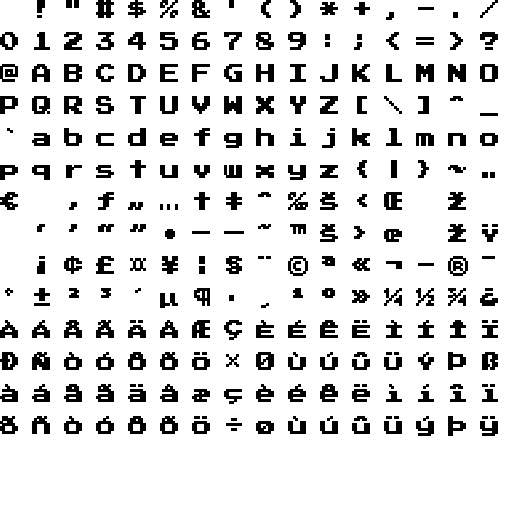 ! " # $ % & ' ( ) * + , - . /
0 1 2 3 4 5 6 7 8 9 : ; < = > ?
@ A B C D E F G H I J K L M N O
P Q R S T U V W X Y Z [ \ ] ^ _
` a b c d e f g h i j k l m n o
p q r s t u v w x y z { | } ~ ..
€ , ƒ „ … † ‡ ˆ ‰ Š ‹ Œ Ž
‘ ’ “ ” • – — ˜ ™ š › œ ž Ÿ
¡ ¢ £ ¤ ¥ ¦ § ¨ © ª « ¬ - ® ¯
° ± ² ³ ´ µ ¶ · ¸ ¹ º » ¼ ½ ¾ ¿
À Á Â Ã Ä Å Æ Ç È É Ê Ë Ì Í Î Ï
Ð Ñ Ò Ó Ô Õ Ö × Ø Ù Ú Û Ü Ý Þ ß
à á â ã ä å æ ç è é ê ë ì í î ï
ð ñ ò ó ô õ ö ÷ ø ù ú û ü ý þ ÿ